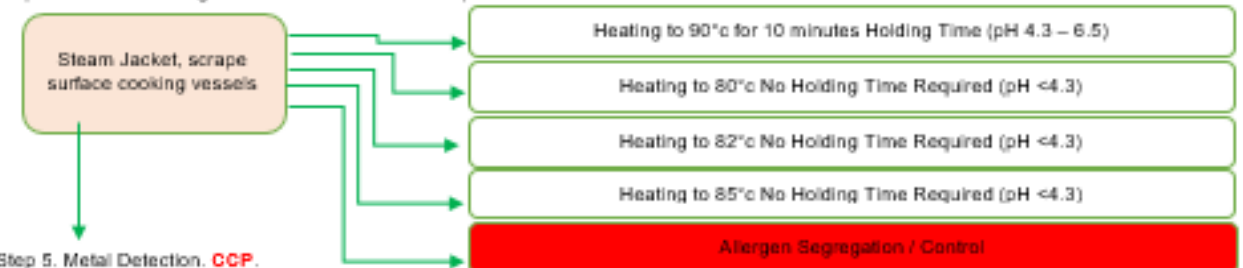 Steam Jacket, scrape
surface cooking vessels
Heating to 90°c for 10 minutes Holding Time (pH 4.3 – 6.5)
Heating to 80°c No Holding Time Required (pH <4.3)
Heating to 82°c No Holding Time Required (pH <4.3)
Heating to 85°c No Holding Time Required (pH <4.3)
Allergen Segregation / Control
Step 5. Metal Detection. CCP.